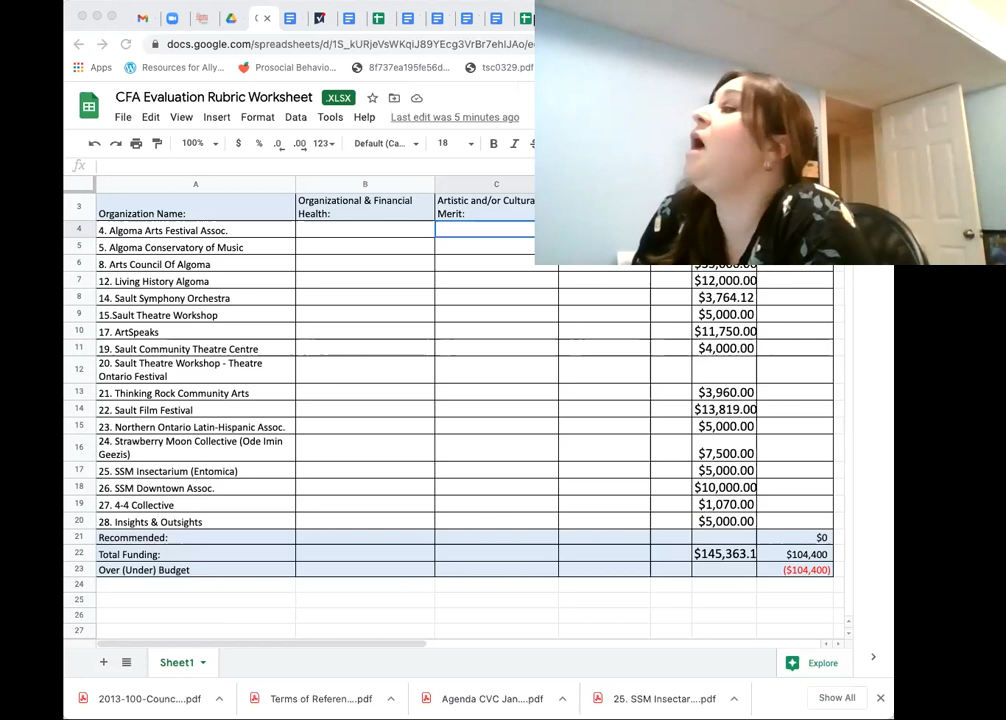 docs.google.com/spreadsheets/d/1S_kURjeVsWKqiJ89YEcg3VrBr7ehlJAo/e
Apps Resources for Ally... Prosocial Behavio... 8f737ea195fe56d... tsc0329.pdf
CFA Evaluation Rubric Worksheet .XLSX
File Edit View Insert Format Data Tools Help Last edit was 5 minutes ago
100% $ % .0 .00 123 Default (Ca... 18 B I
fx
A B C
3 Organization Name: Organizational & Financial Health: Artistic and/or Cultura Merit:
4 4. Algoma Arts Festival Assoc.
5 5. Algoma Conservatory of Music
6 8. Arts Council Of Algoma
7 12. Living History Algoma $12,000.00
8 14. Sault Symphony Orchestra $3,764.12
9 15.Sault Theatre Workshop $5,000.00
10 17. ArtSpeaks $11,750.00
11 19. Sault Community Theatre Centre $4,000.00
12 20. Sault Theatre Workshop - Theatre Ontario Festival
13 21. Thinking Rock Community Arts $3,960.00
14 22. Sault Film Festival $13,819.00
15 23. Northern Ontario Latin-Hispanic Assoc. $5,000.00
16 24. Strawberry Moon Collective (Ode Imin Geezis) $7,500.00
17 25. SSM Insectarium (Entomica) $5,000.00
18 26. SSM Downtown Assoc. $10,000.00
19 27. 4-4 Collective $1,070.00
20 28. Insights & Outsights $5,000.00
21 Recommended: $0
22 Total Funding: $145,363.1 $104,400
23 Over (Under) Budget ($104,400)
24
25
26
27
Sheet1 Explore
2013-100-Counc....pdf Terms of Referen....pdf Agenda CVC Jan....pdf 25. SSM Insectar....pdf Show All